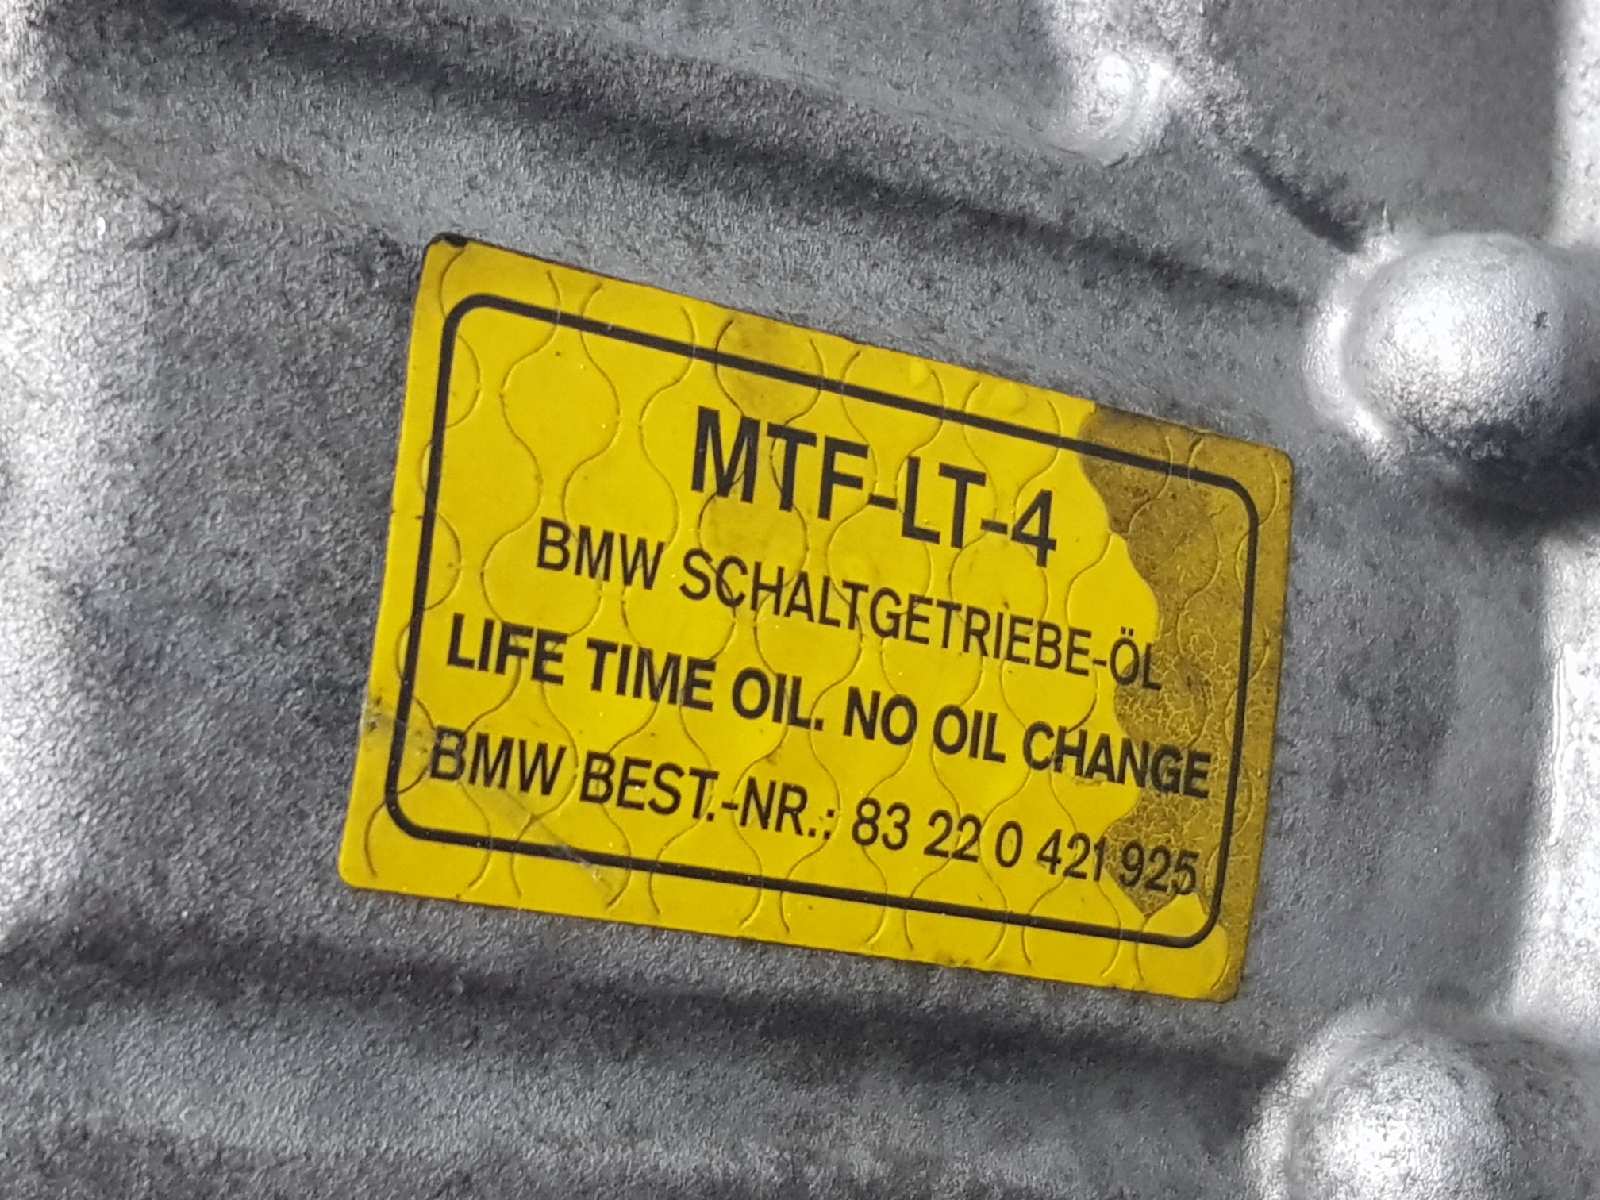 MTF-LT-4
BMW SCHALTGETRIEBE-ÖL
LIFE TIME OIL. NO OIL CHANGE
BMW BEST.-NR.: 83 22 0 421 925